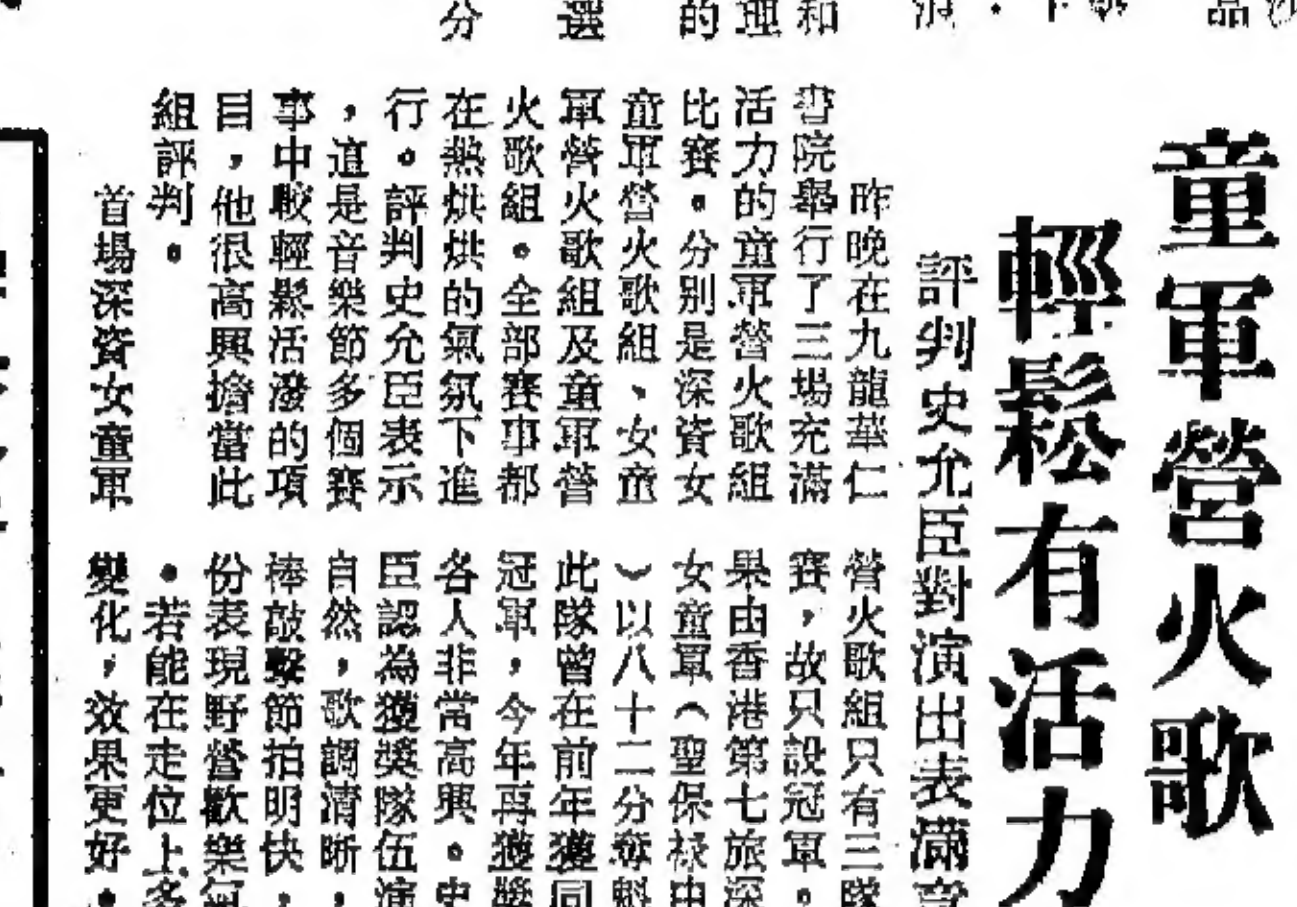 童軍營火歌
輕鬆有活力
評判史允臣對演出表滿意
昨晚在九龍華仁
書院舉行了三場充滿
活力的童軍營火歌組
比賽。分別是深資女
童軍營火歌組、女童
軍營火歌組及童軍營
火歌組。全部賽事都
在熱烘烘的氣氛下進
行。評判史允臣表示
，這是音樂節多個賽
事中較輕鬆活潑的項
目，他很高興擔當此
組評判。
首場深資女童軍
營火歌組只有三隊
賽，故只設冠軍。
果由香港第七旅深
女童軍（聖保祿中
）以八十二分奪魁
此隊曾在前年獲同
冠軍，今年再獲獎
各人非常高興。史
臣認為獲獎隊伍演
自然，歌調清晰，
棒敲擊節拍明快，
份表現野營歡樂氣
。若能在走位上多
變化，效果更好。